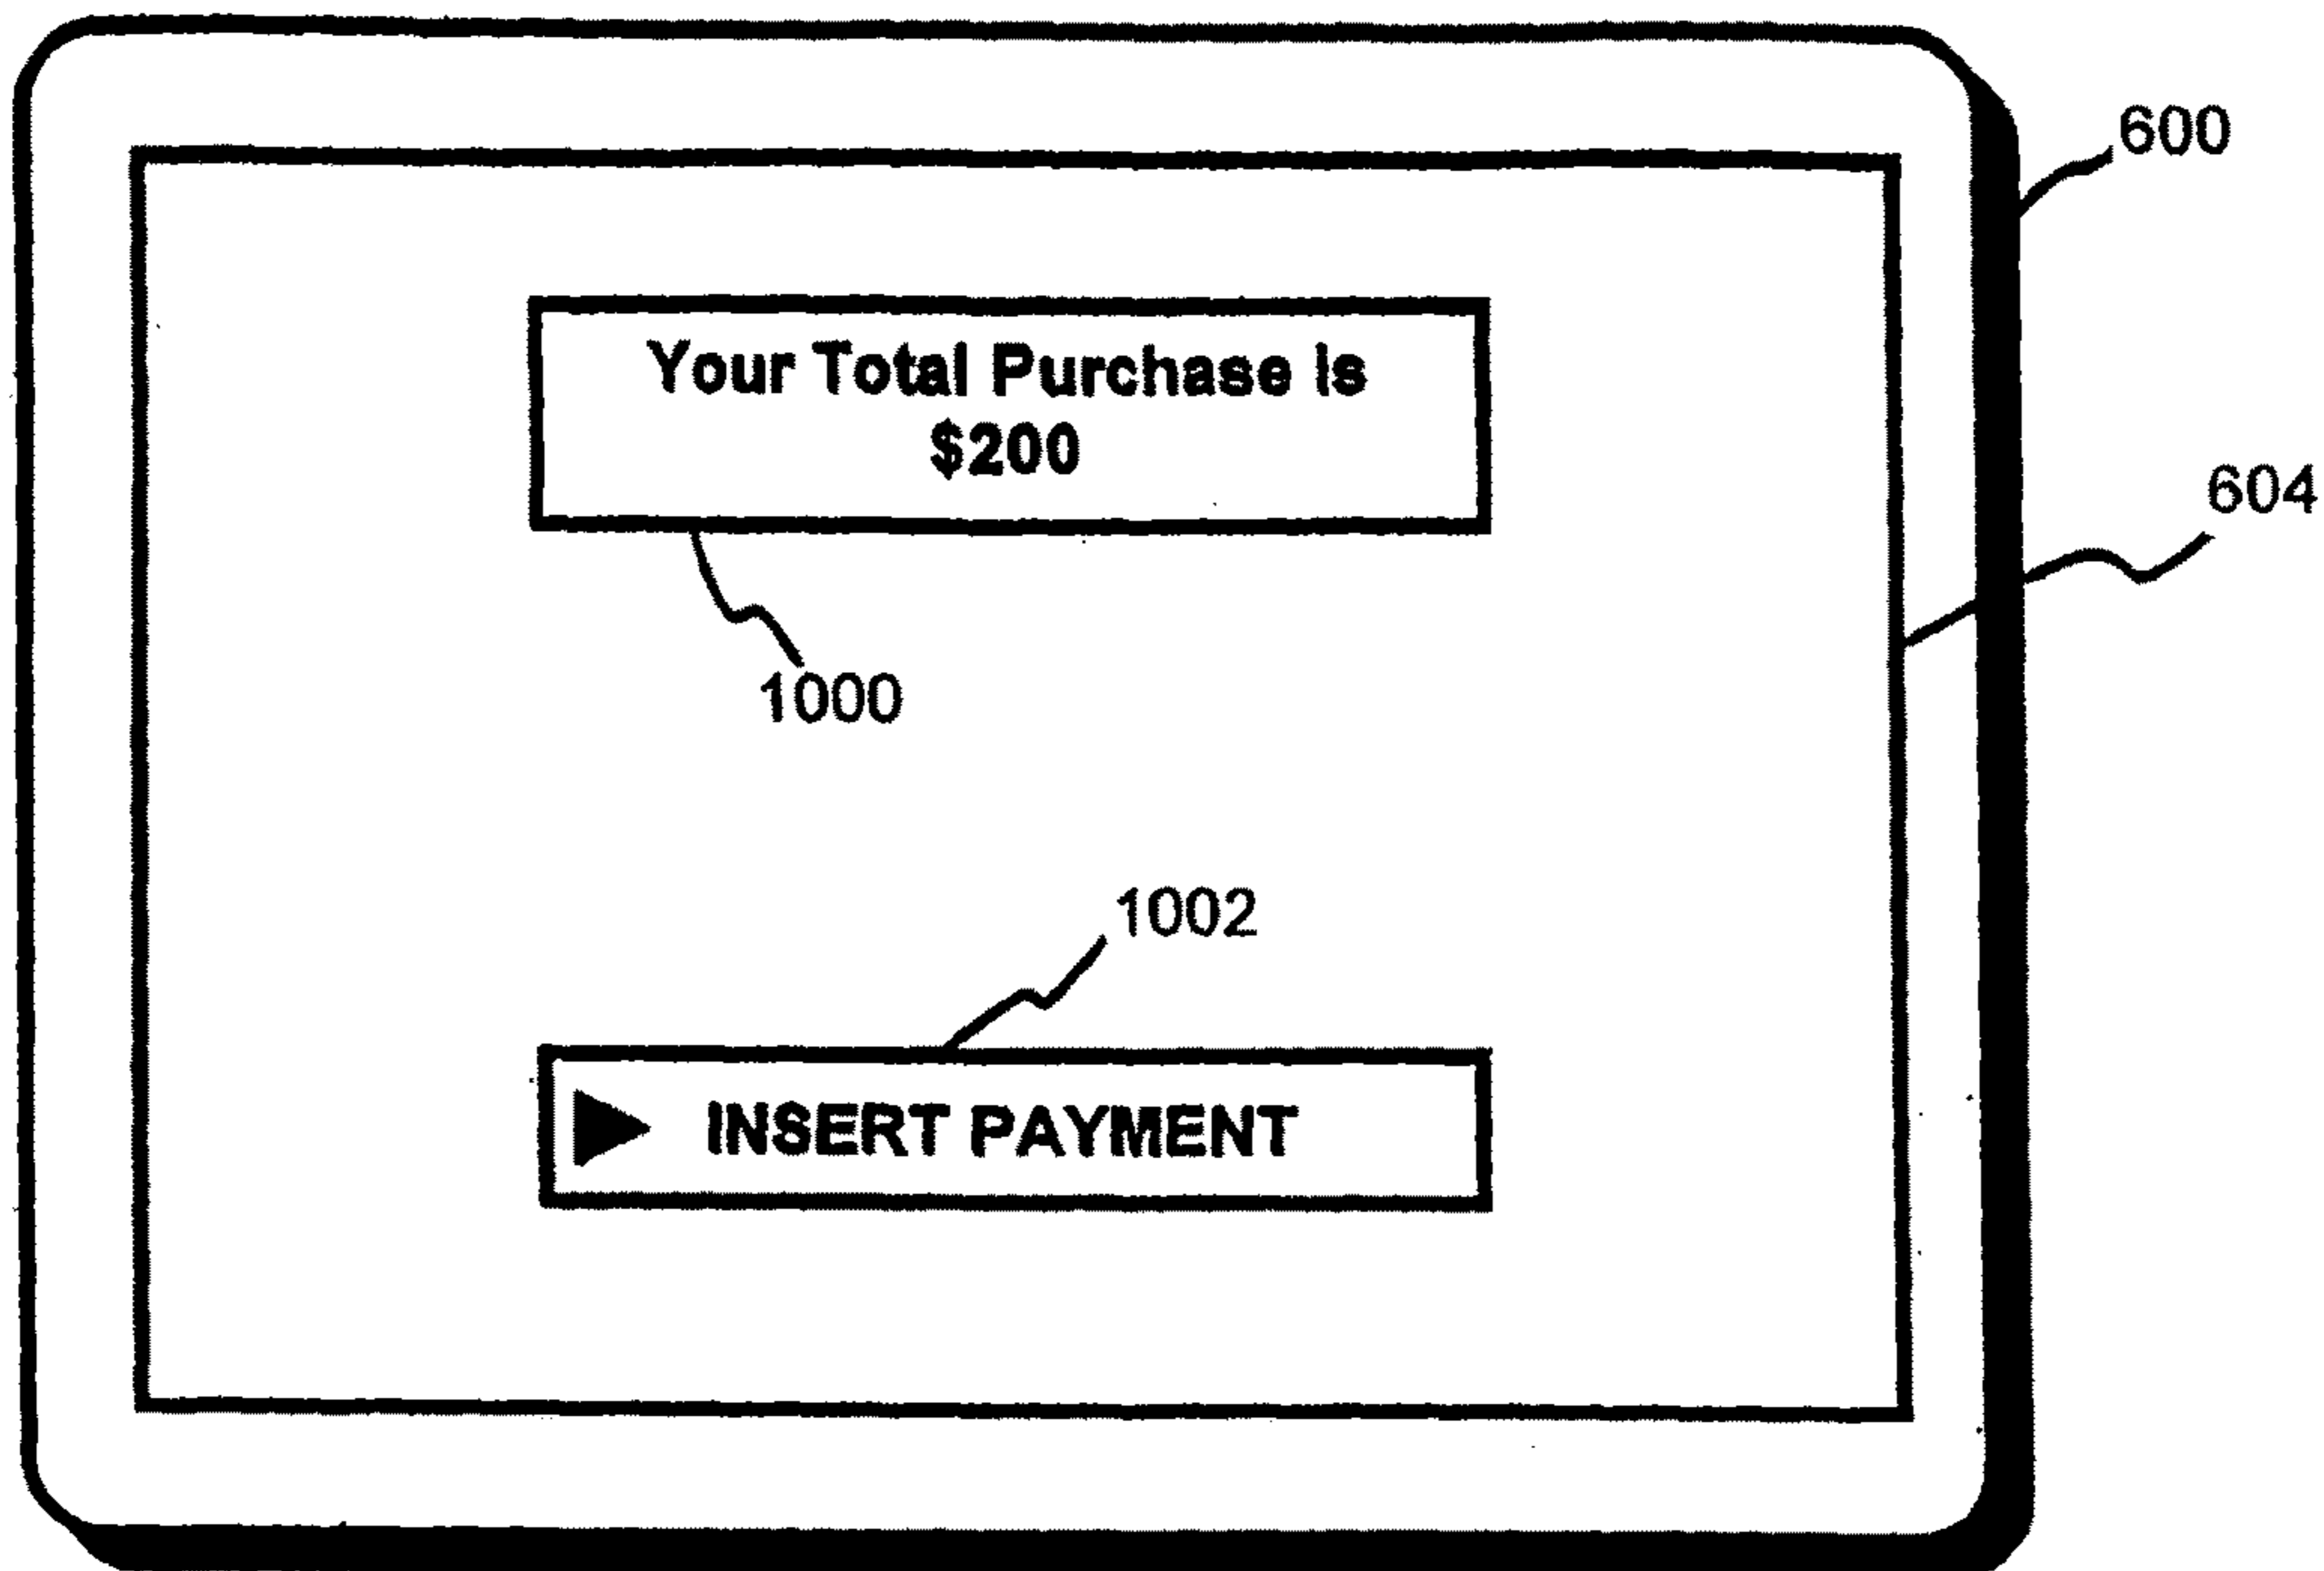 600
Your Total Purchase is
$200
604
1000
1002
INSERT PAYMENT